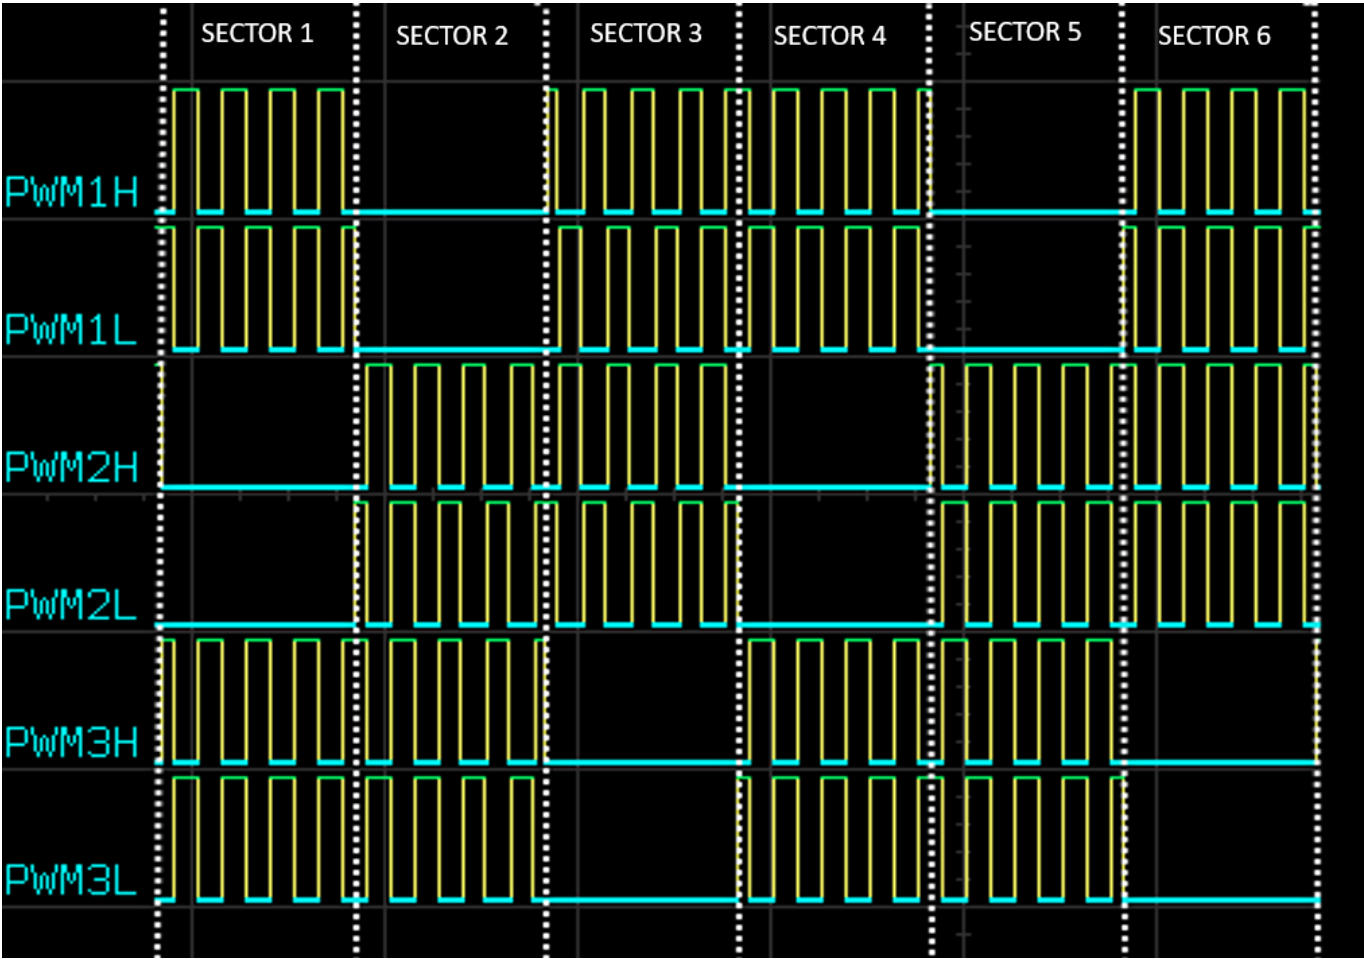 SECTOR 1
SECTOR 2
SECTOR 3
SECTOR 4
SECTOR 5
SECTOR 6
PWM1H
PWM1L
PWM2H
PWM2L
PWM3H
PWM3L